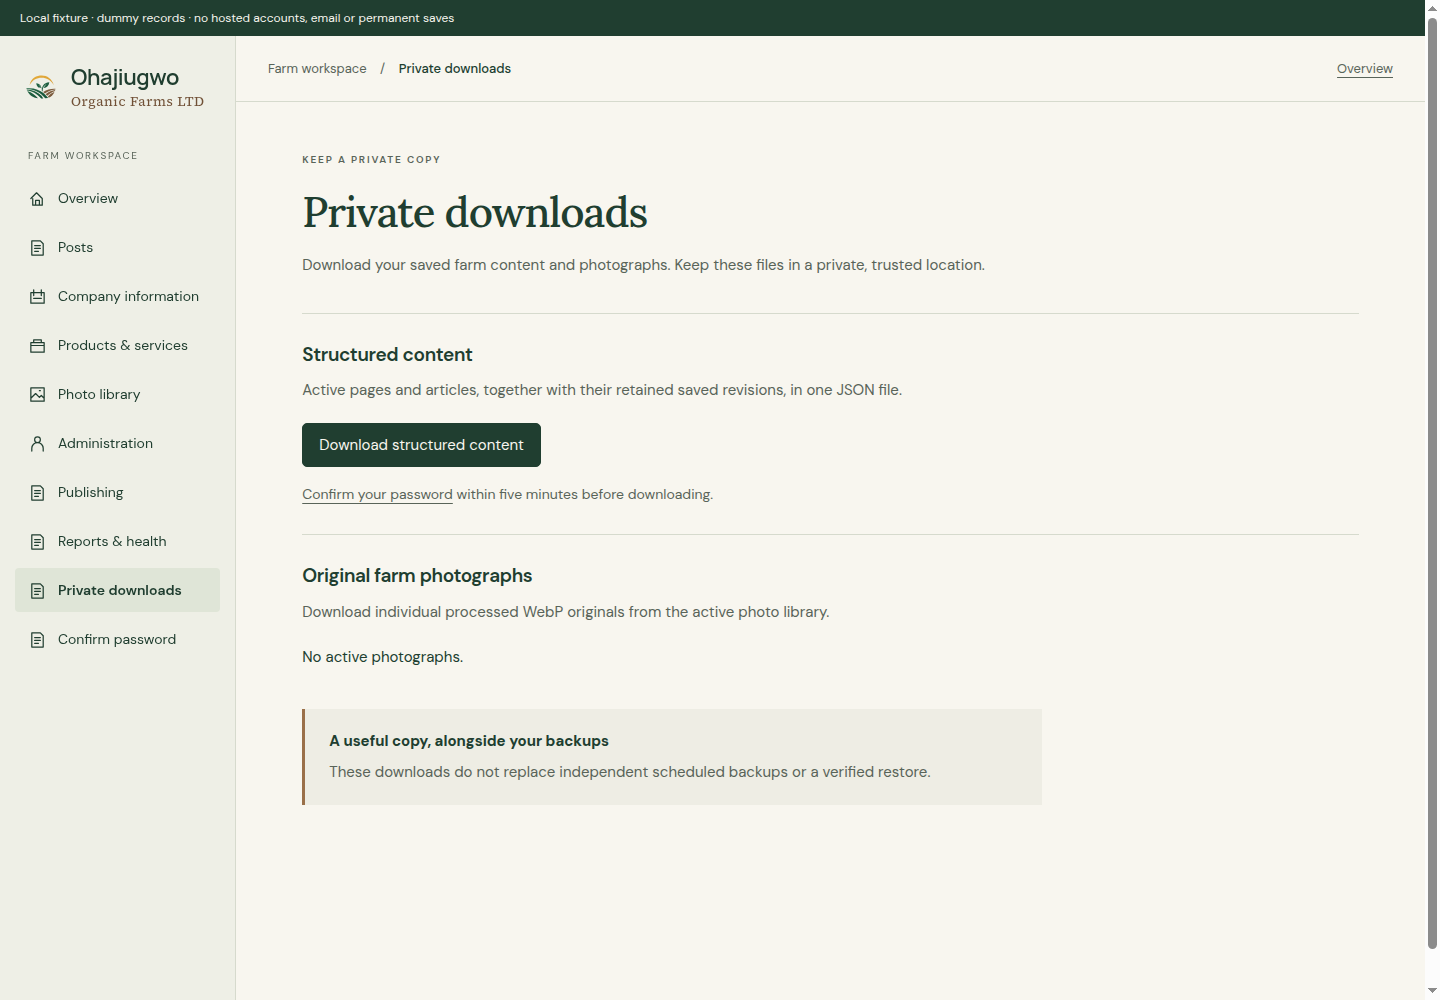 Local fixture · dummy records · no hosted accounts, email or permanent saves
Ohajiugwo
Organic Farms LTD
FARM WORKSPACE
Overview
Posts
Company information
Products & services
Photo library
Administration
Publishing
Reports & health
Private downloads
Confirm password
Farm workspace / Private downloads
Overview
KEEP A PRIVATE COPY
Private downloads
Download your saved farm content and photographs. Keep these files in a private, trusted location.
Structured content
Active pages and articles, together with their retained saved revisions, in one JSON file.
Download structured content
Confirm your password within five minutes before downloading.
Original farm photographs
Download individual processed WebP originals from the active photo library.
No active photographs.
A useful copy, alongside your backups
These downloads do not replace independent scheduled backups or a verified restore.